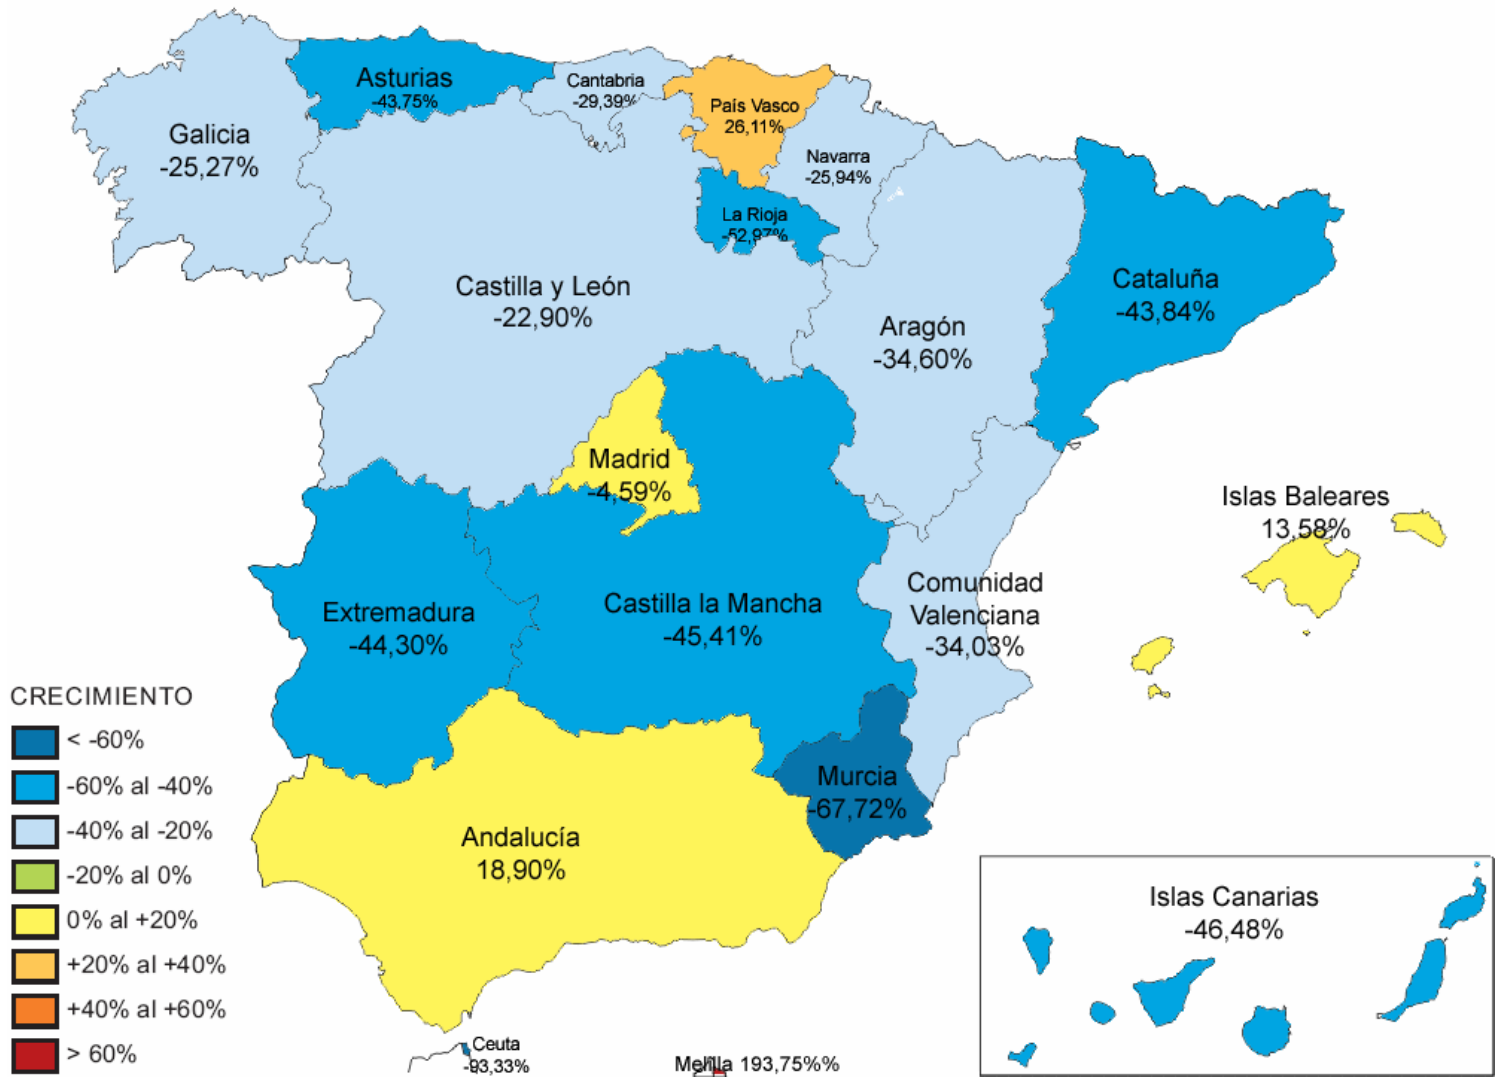 Asturias
-43,75%
Cantabria
-29,39%
País Vasco
26,11%
Galicia
-25,27%
Navarra
-25,94%
La Rioja
-52,97%
Castilla y León
-22,90%
Aragón
-34,60%
Cataluña
-43,84%
Madrid
-4,59%
Islas Baleares
13,58%
Extremadura
-44,30%
Castilla la Mancha
-45,41%
Comunidad
Valenciana
-34,03%
Murcia
-67,72%
Andalucía
18,90%
CRECIMIENTO
< -60%
-60% al -40%
-40% al -20%
-20% al 0%
0% al +20%
+20% al +40%
+40% al +60%
> 60%
Islas Canarias
-46,48%
Ceuta
-93,33%
Melilla 193,75%%